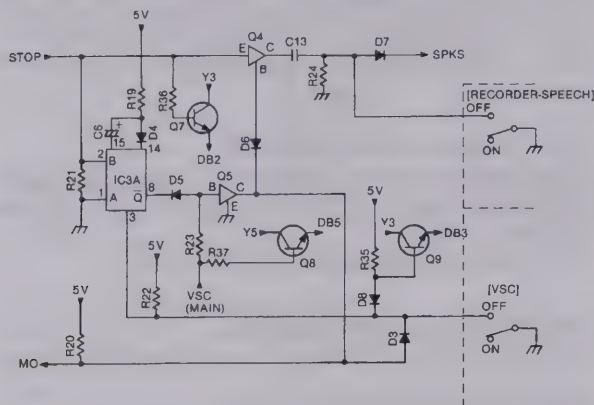 5V
Q4
C13
D7
STOP
E
C
SPKS
B
R19
R36
Y3
R24
[RECORDER-SPEECH]
OFF
C6
+
D4
Q7
ON
15
14
DB2
D6
2
B
R21
IC3A
D5
Q5
1
A
Q̅
8
B
C
E
5V
3
Y5
DB5
Y3
DB3
R23
R37
Q8
R35
Q9
5V
R22
VSC
(MAIN)
D8
[VSC]
OFF
5V
D3
ON
R20
MO